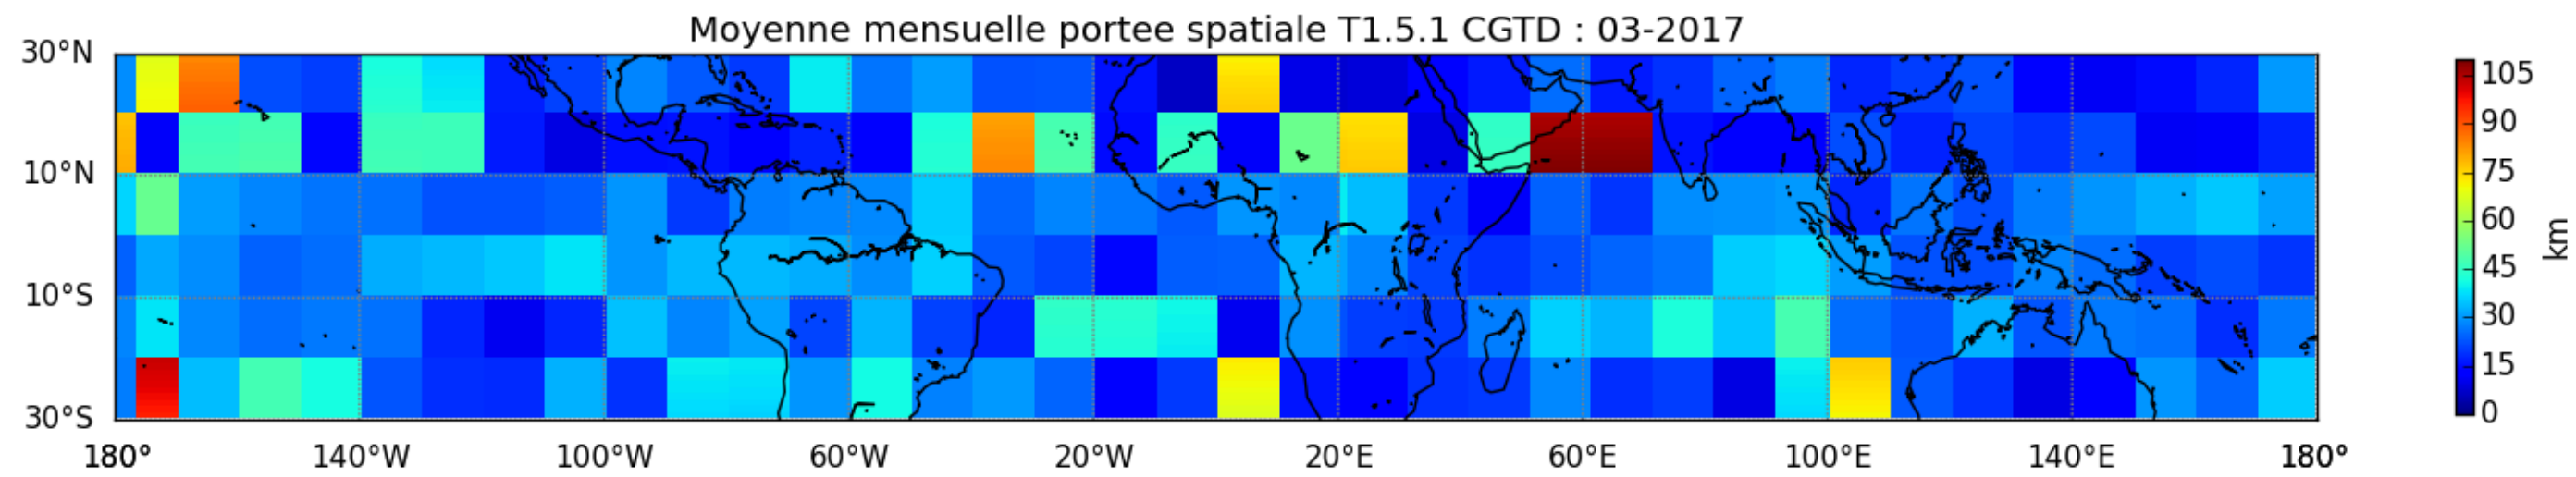 Moyenne mensuelle portee spatiale T1.5.1 CGTD : 03-2017
30°N
10°N
10°S
30°S
180° 140°W 100°W 60°W 20°W 20°E 60°E 100°E 140°E 180°
105
90
75
60
45
30
15
0
km